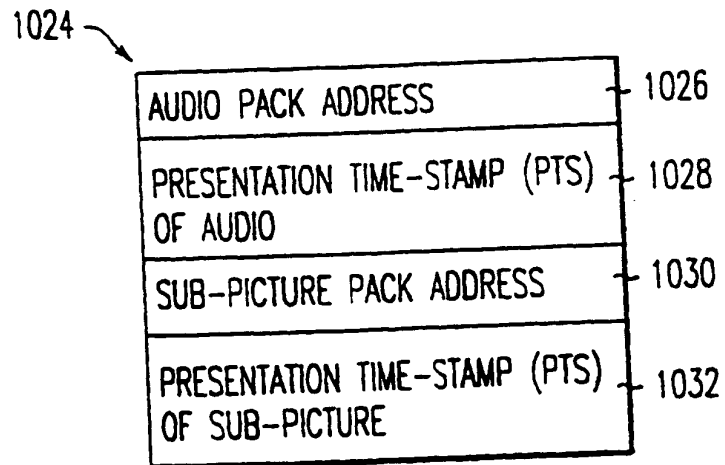 1024
AUDIO PACK ADDRESS 1026
PRESENTATION TIME-STAMP (PTS) 1028
OF AUDIO
SUB-PICTURE PACK ADDRESS 1030
PRESENTATION TIME-STAMP (PTS) 1032
OF SUB-PICTURE